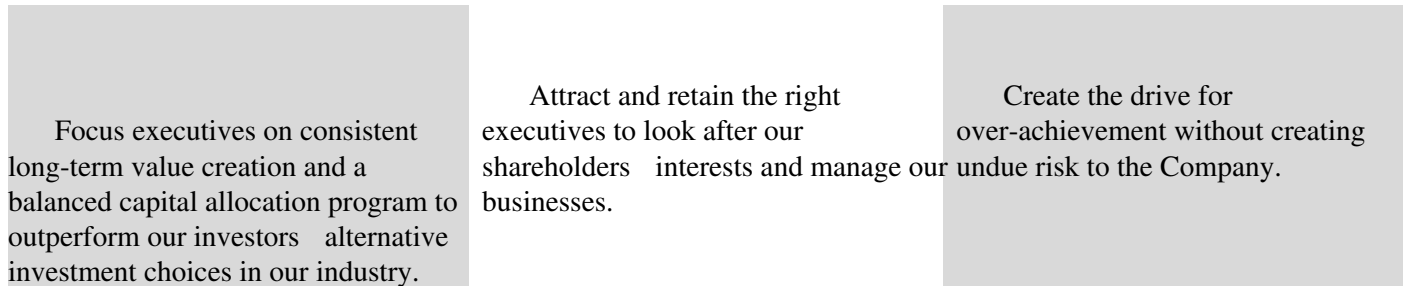 Focus executives on consistent
long-term value creation and a
balanced capital allocation program to
outperform our investors alternative
investment choices in our industry.
Attract and retain the right
executives to look after our
shareholders interests and manage our
businesses.
Create the drive for
over-achievement without creating
undue risk to the Company.